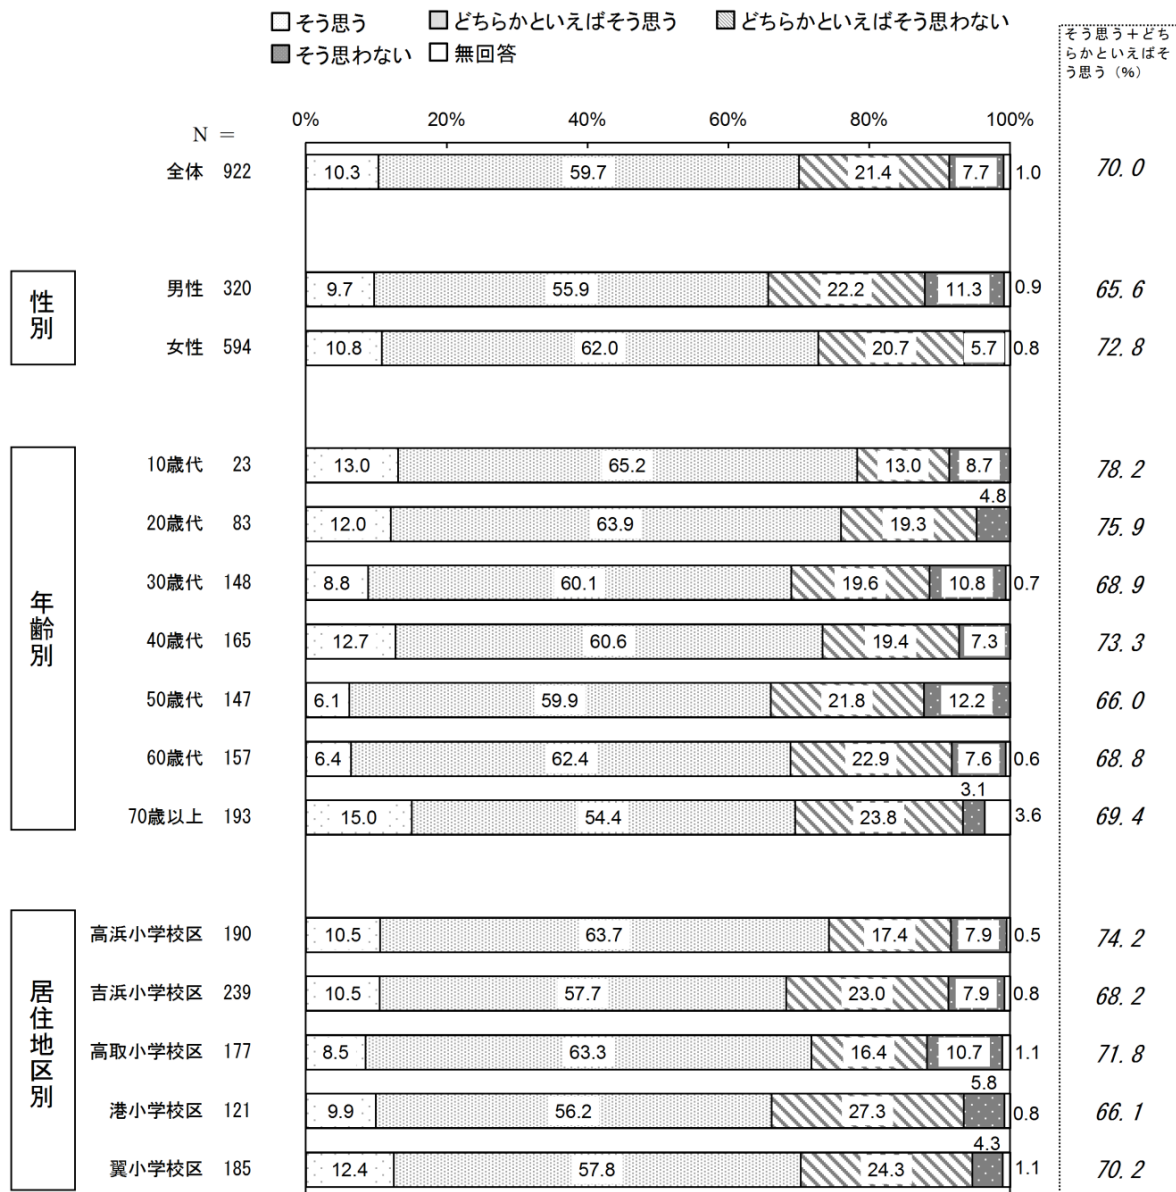 そう思う どちらかといえばそう思う どちらかといえばそう思わない
そう思わない 無回答
そう思う＋どち
らかといえばそ
う思う（%）
0% 20% 40% 60% 80% 100%
N =
全体 922 10.3 59.7 21.4 7.7 1.0 70.0
性別
男性 320 9.7 55.9 22.2 11.3 0.9 65.6
女性 594 10.8 62.0 20.7 5.7 0.8 72.8
年齢別
10歳代 23 13.0 65.2 13.0 8.7 78.2
4.8
20歳代 83 12.0 63.9 19.3 75.9
30歳代 148 8.8 60.1 19.6 10.8 0.7 68.9
40歳代 165 12.7 60.6 19.4 7.3 73.3
50歳代 147 6.1 59.9 21.8 12.2 66.0
60歳代 157 6.4 62.4 22.9 7.6 0.6 68.8
3.1
70歳以上 193 15.0 54.4 23.8 3.6 69.4
居住地区別
高浜小学校区 190 10.5 63.7 17.4 7.9 0.5 74.2
吉浜小学校区 239 10.5 57.7 23.0 7.9 0.8 68.2
高取小学校区 177 8.5 63.3 16.4 10.7 1.1 71.8
5.8
港小学校区 121 9.9 56.2 27.3 0.8 66.1
4.3
翼小学校区 185 12.4 57.8 24.3 1.1 70.2